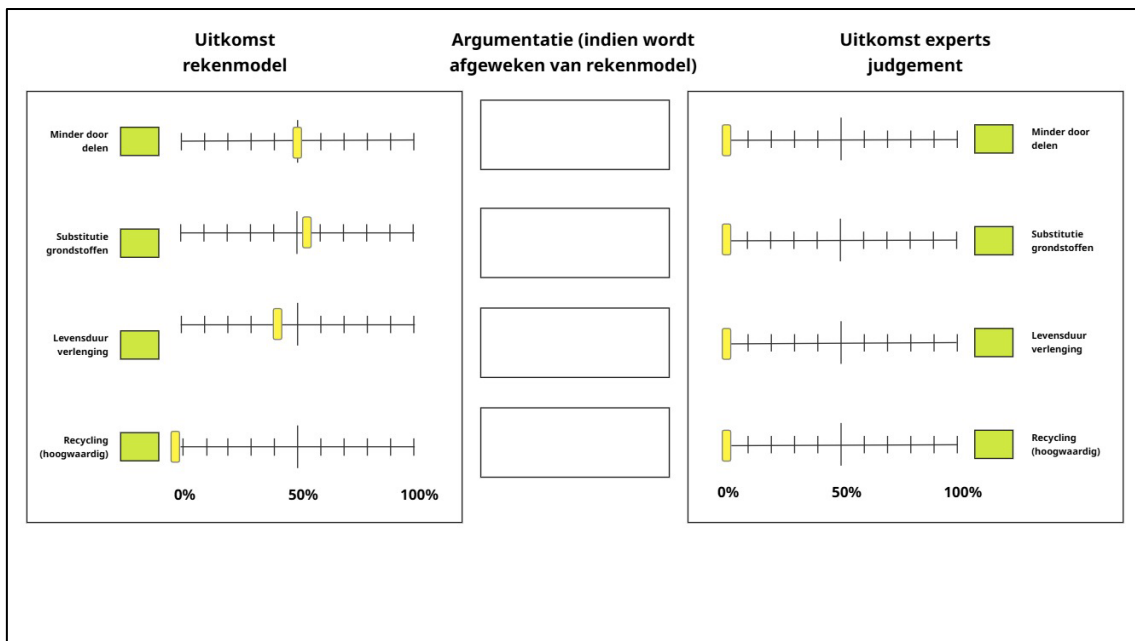 Uitkomst
rekenmodel
Argumentatie (indien wordt
afgeweken van rekenmodel)
Uitkomst experts
judgement
Minder door
delen
Substitutie
grondstoffen
Levensduur
verlenging
Recycling
(hoogwaardig)
0% 50% 100%
Minder door
delen
Substitutie
grondstoffen
Levensduur
verlenging
Recycling
(hoogwaardig)
0% 50% 100%